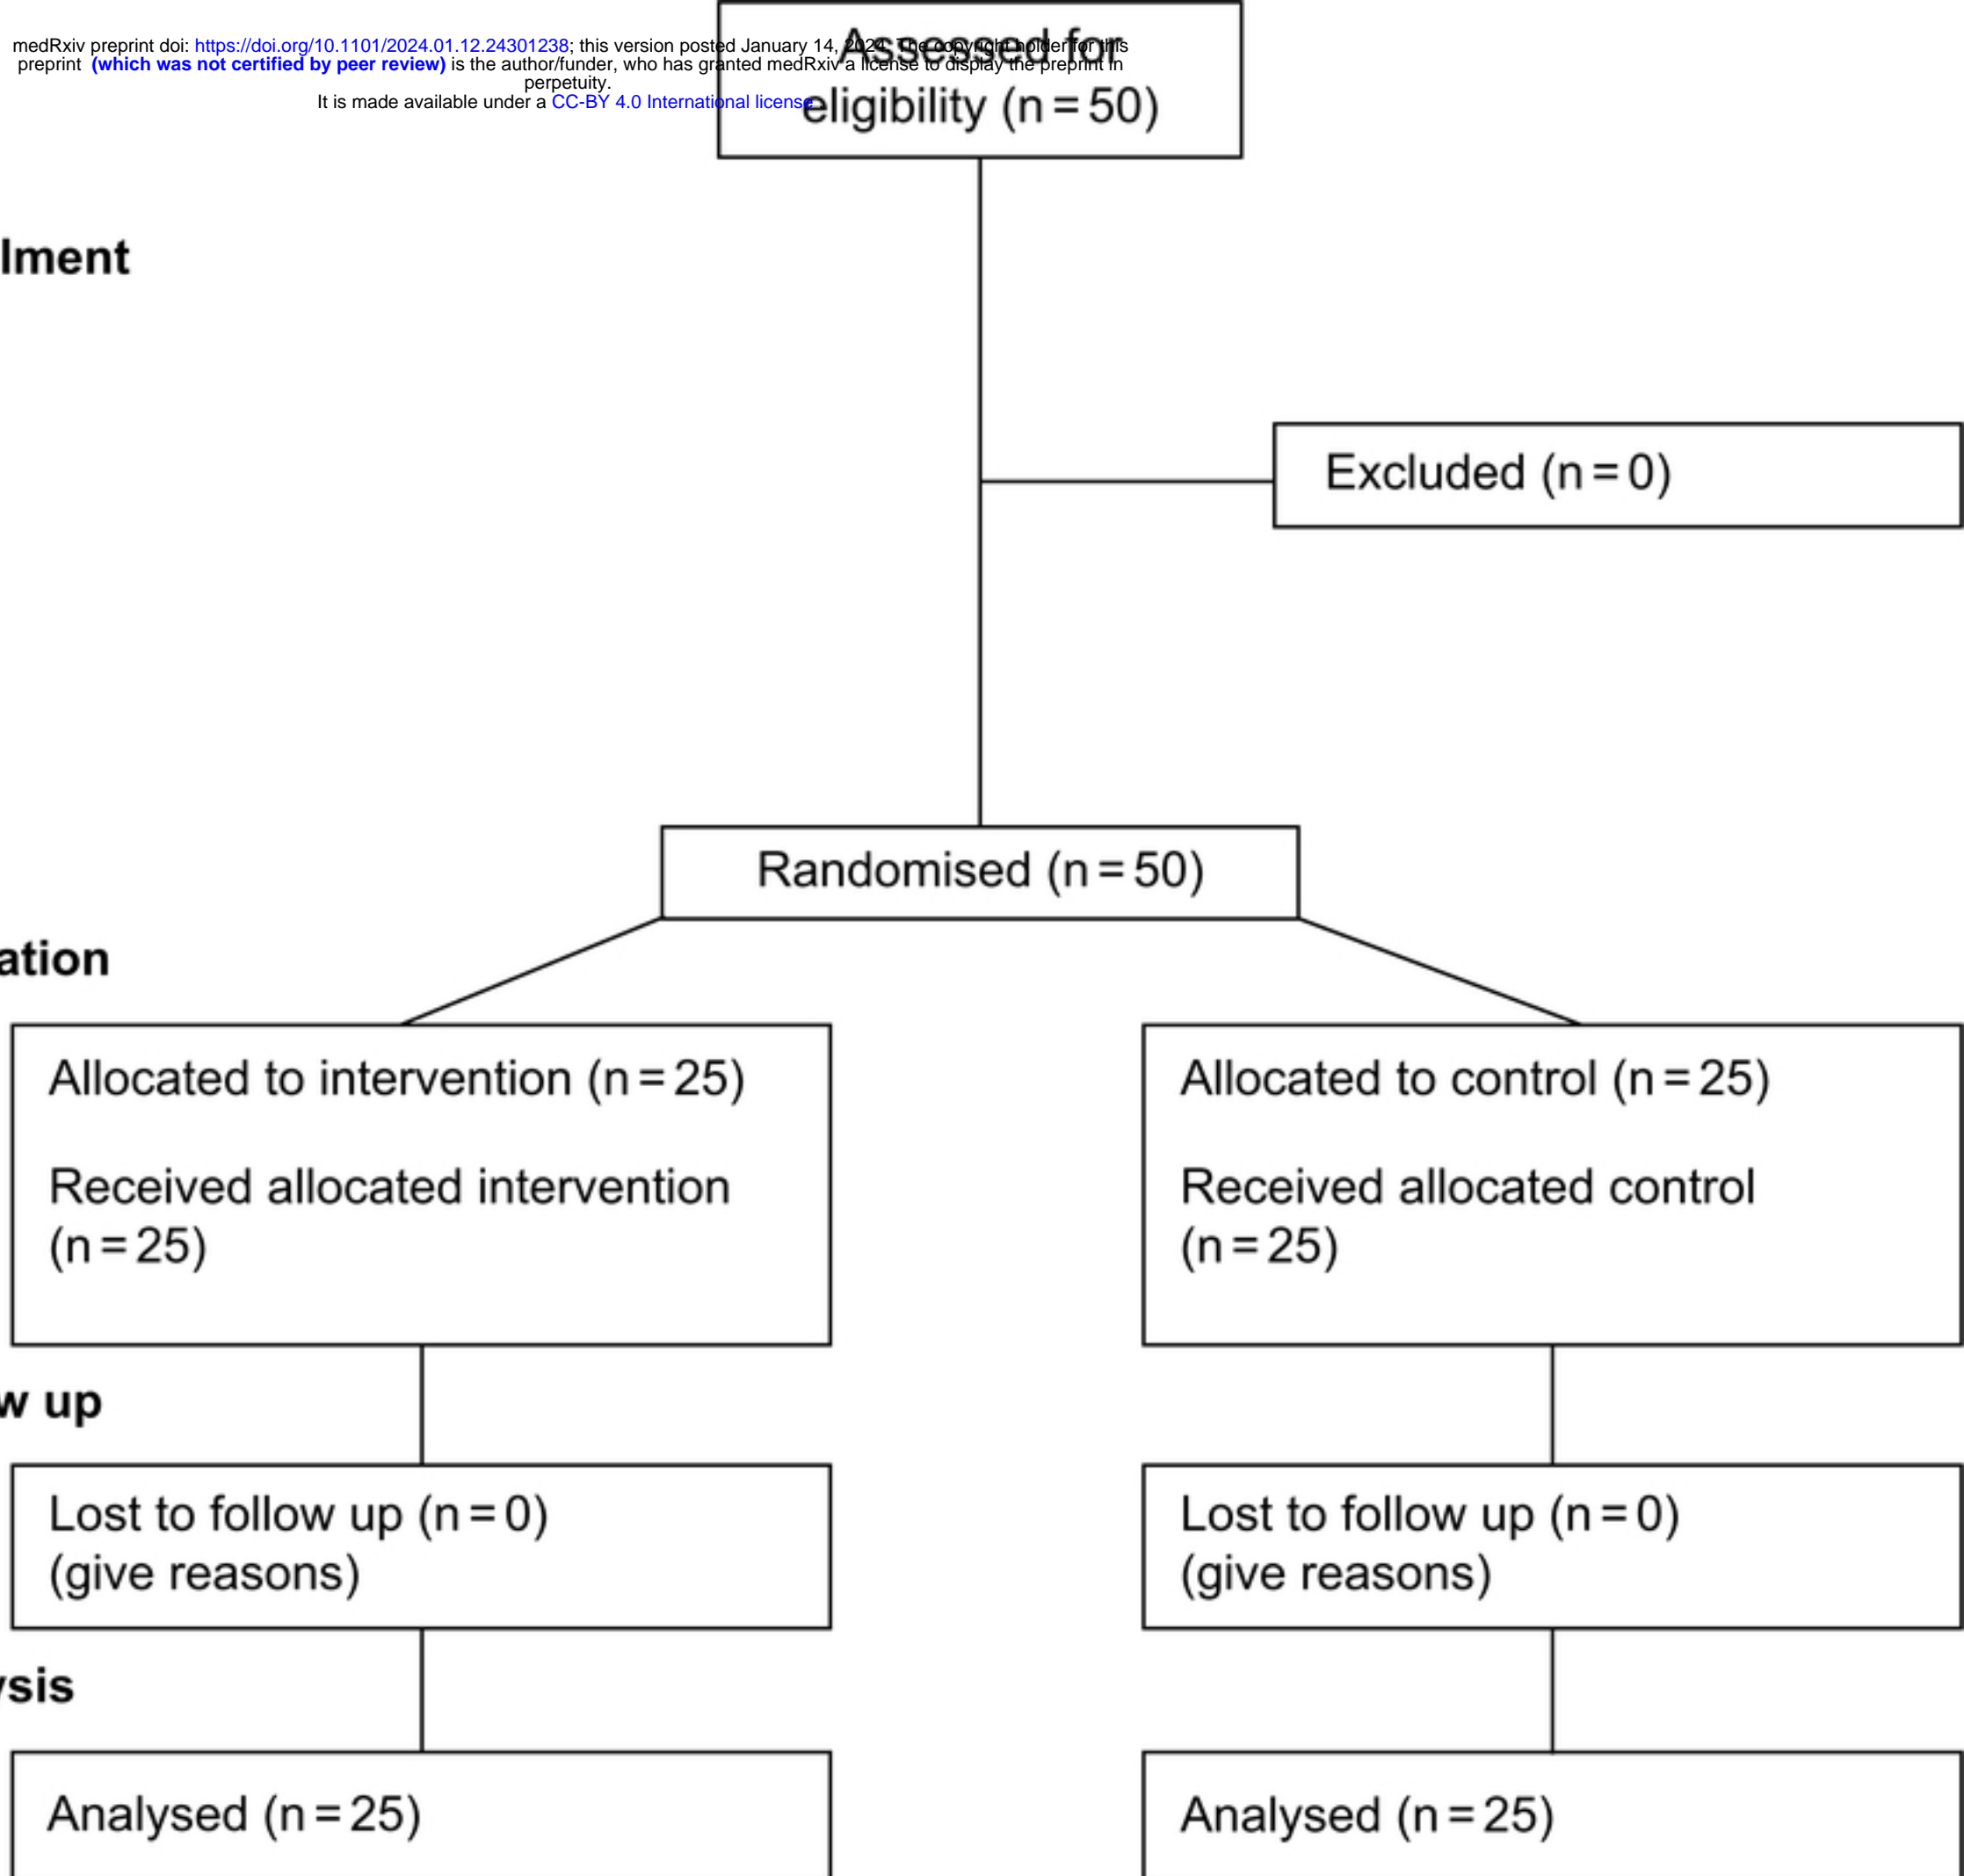 medRxiv preprint doi: https://doi.org/10.1101/2024.01.12.24301238; this version posted January 14, 2024. The copyright holder for this
preprint (which was not certified by peer review) is the author/funder, who has granted medRxiv a license to display the preprint in
perpetuity.
It is made available under a CC-BY 4.0 International license
Assessed for
eligibility (n = 50)
lment
Excluded (n = 0)
Randomised (n = 50)
ation
Allocated to intervention (n = 25)
Received allocated intervention
(n = 25)
Allocated to control (n = 25)
Received allocated control
(n = 25)
w up
Lost to follow up (n = 0)
(give reasons)
Lost to follow up (n = 0)
(give reasons)
ysis
Analysed (n = 25)
Analysed (n = 25)